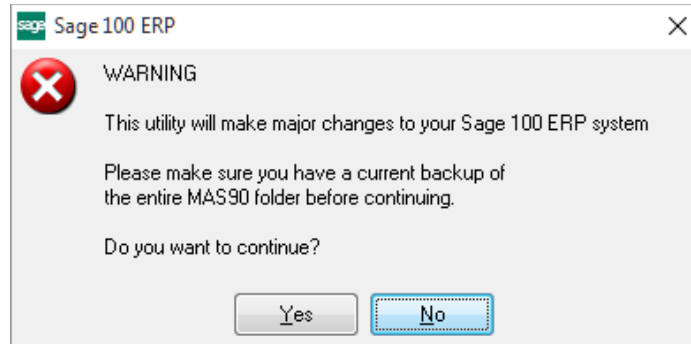 sage Sage 100 ERP
WARNING
This utility will make major changes to your Sage 100 ERP system
Please make sure you have a current backup of
the entire MAS90 folder before continuing.
Do you want to continue?
Yes No